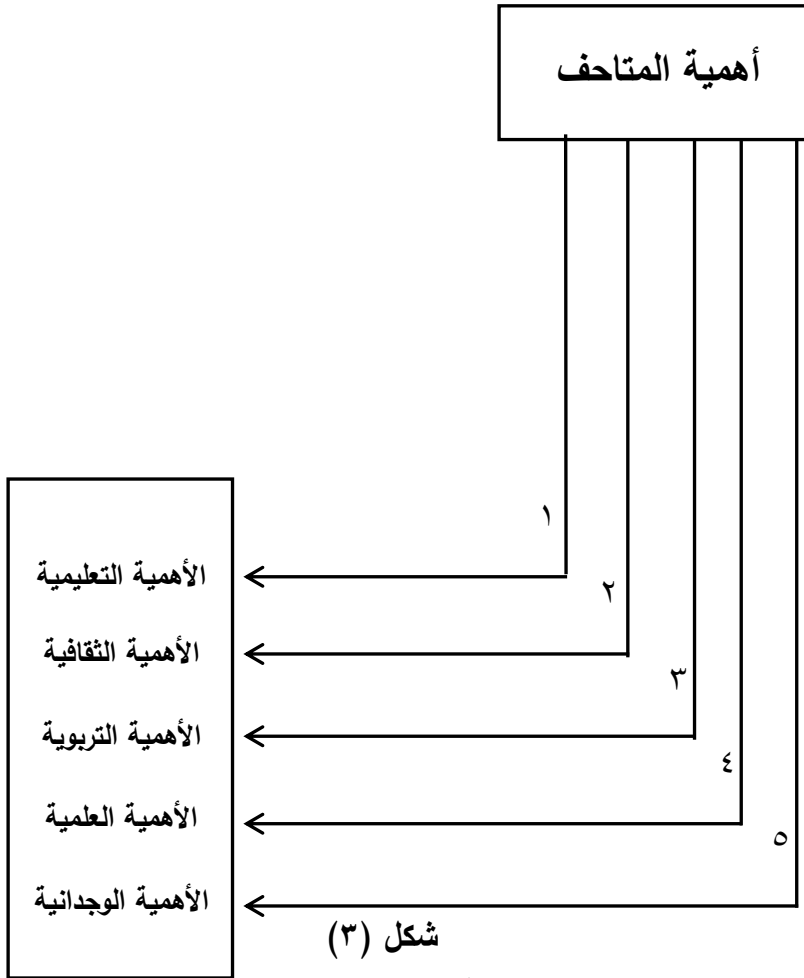 أهمية المتاحف
١
الأهمية التعليمية
٢
الأهمية الثقافية
٣
الأهمية التربوية
٤
الأهمية العلمية
٥
الأهمية الوجدانية
شكل (٣)